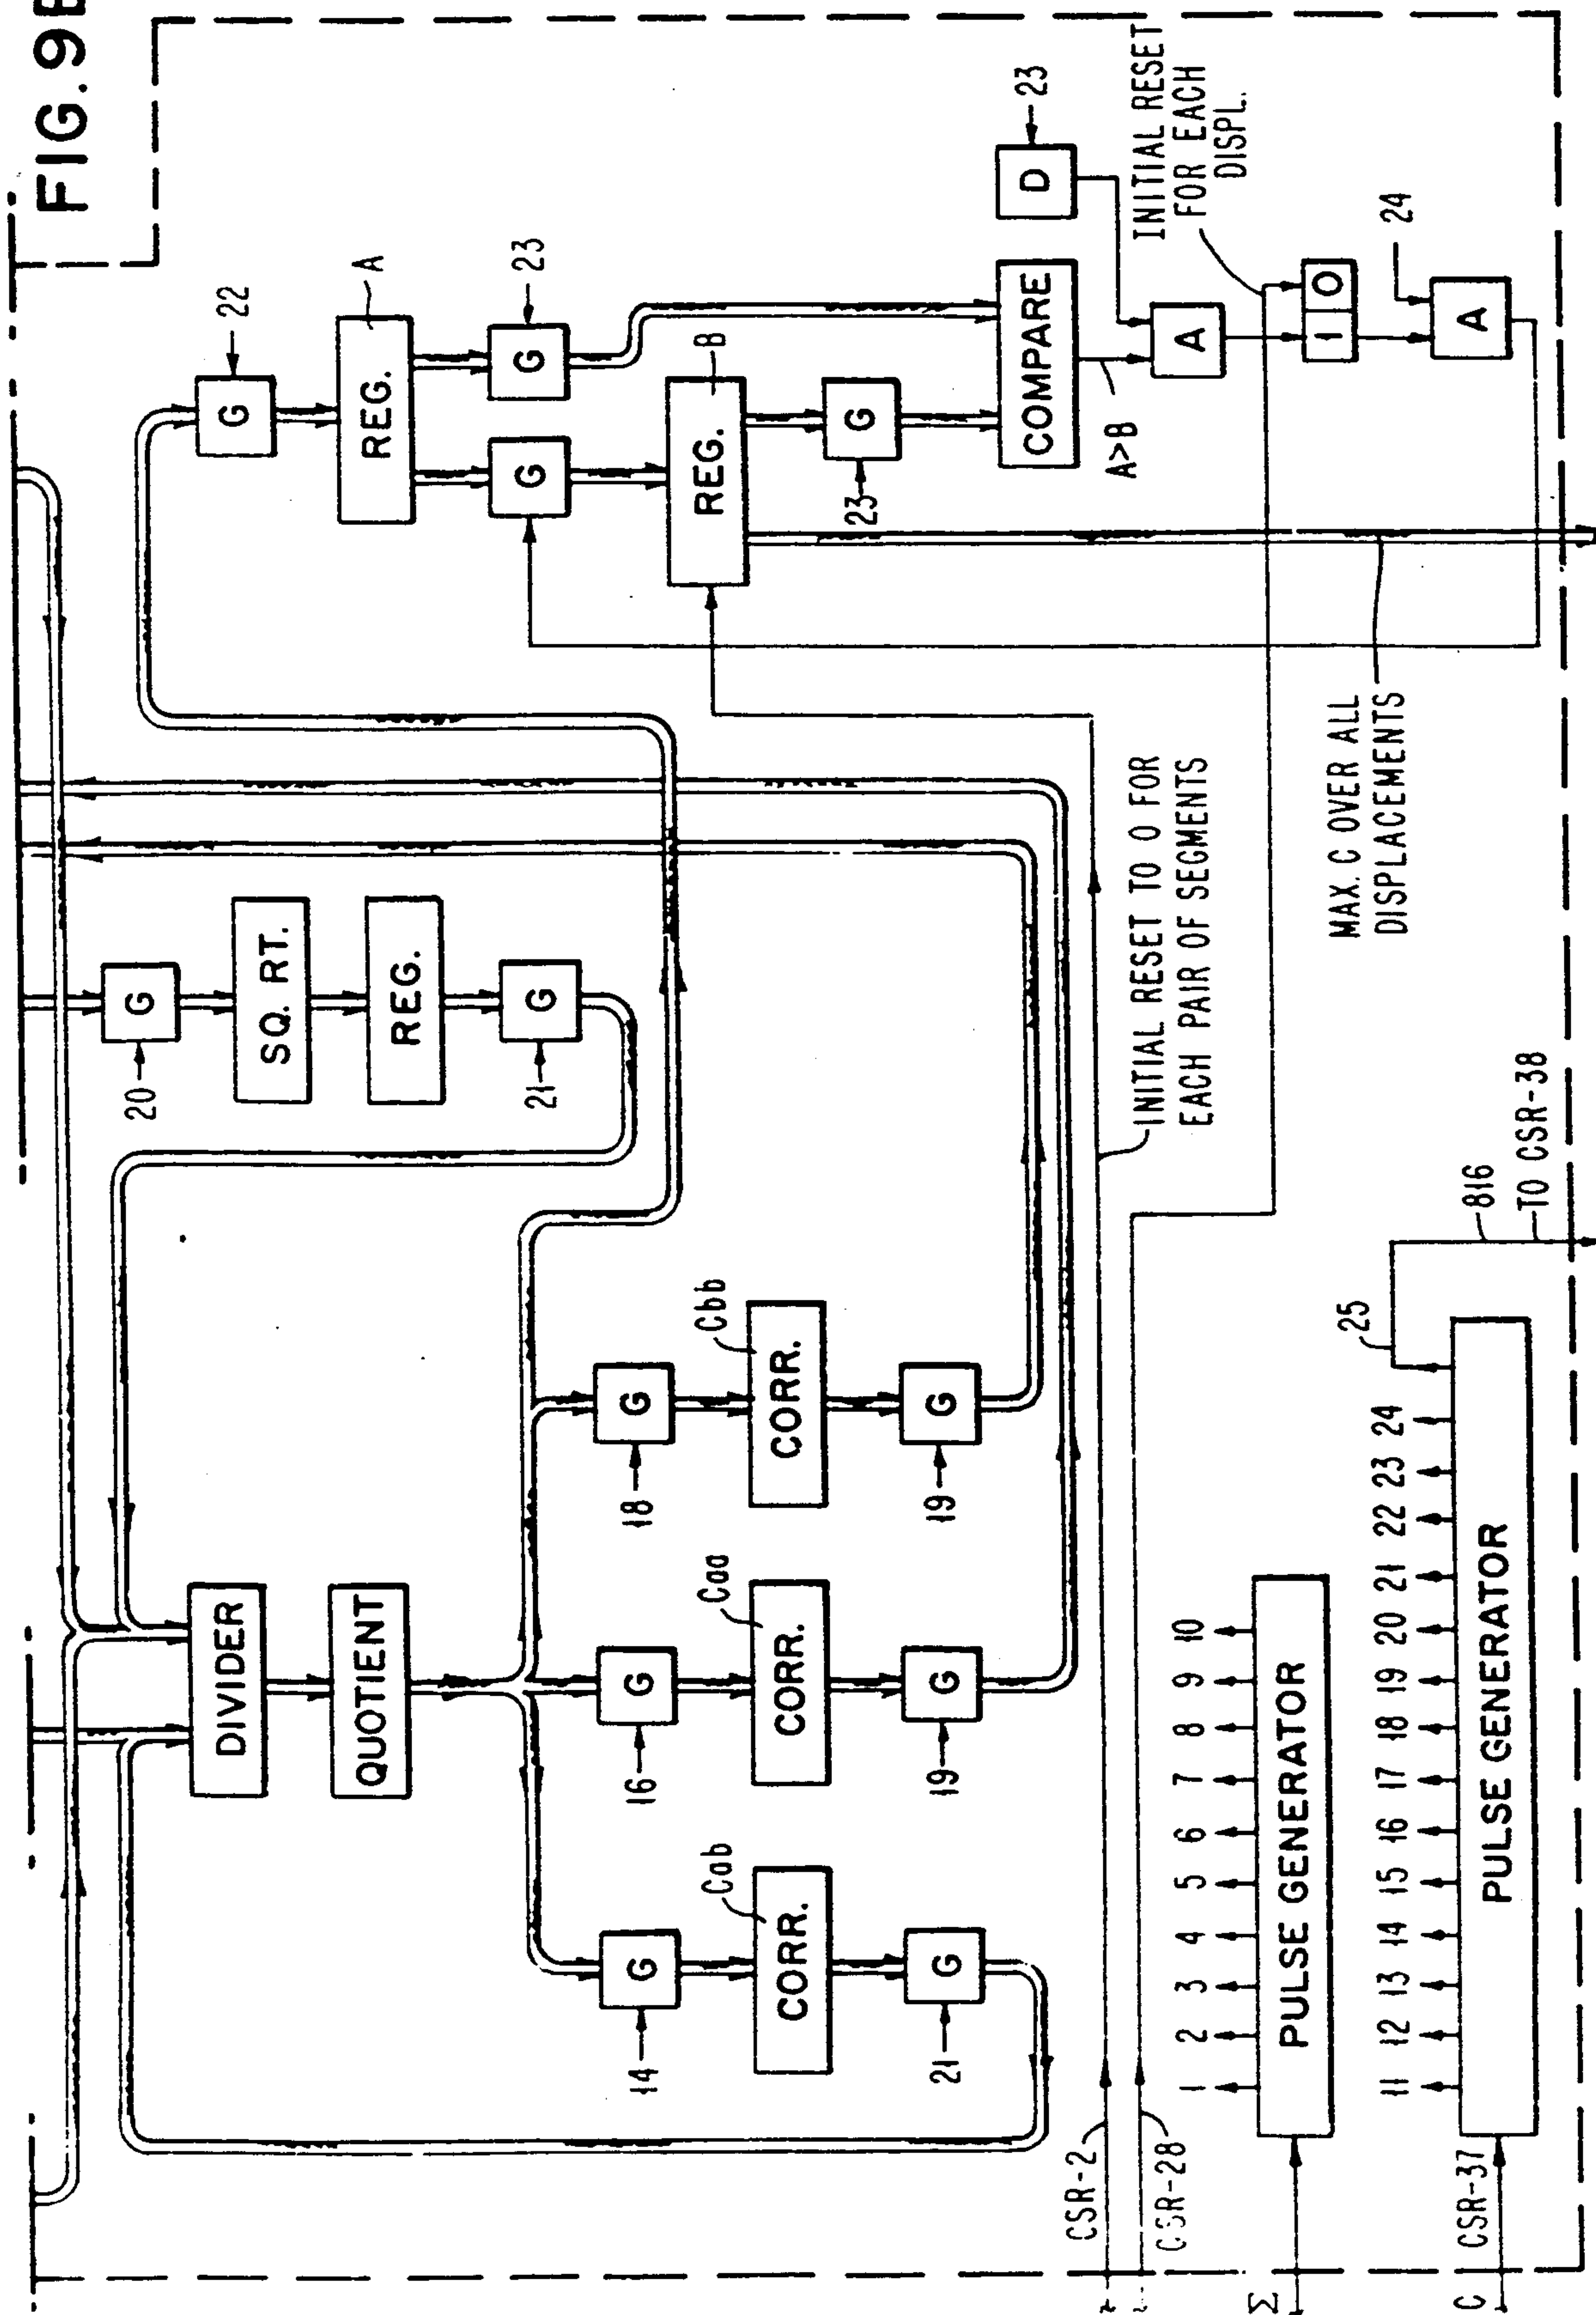 FIG. 9B
20
G
SQ. RT.
REG.
G
21
22
G
A
REG.
G
G
23
B
REG.
G
23
COMPARE
A>B
D
23
A
INITIAL RESET
FOR EACH
DISPL.
1 0
24
A
DIVIDER
QUOTIENT
14
G
Cab
CORR.
G
21
16
G
Caa
CORR.
G
19
18
G
Cbb
CORR.
G
19
CSR-2
CSR-28
INITIAL RESET TO 0 FOR
EACH PAIR OF SEGMENTS
MAX. C OVER ALL
DISPLACEMENTS
1 2 3 4 5 6 7 8 9 10
Σ
PULSE GENERATOR
11 12 13 14 15 16 17 18 19 20 21 22 23 24 25
C CSR-37
PULSE GENERATOR
816
TO CSR-38